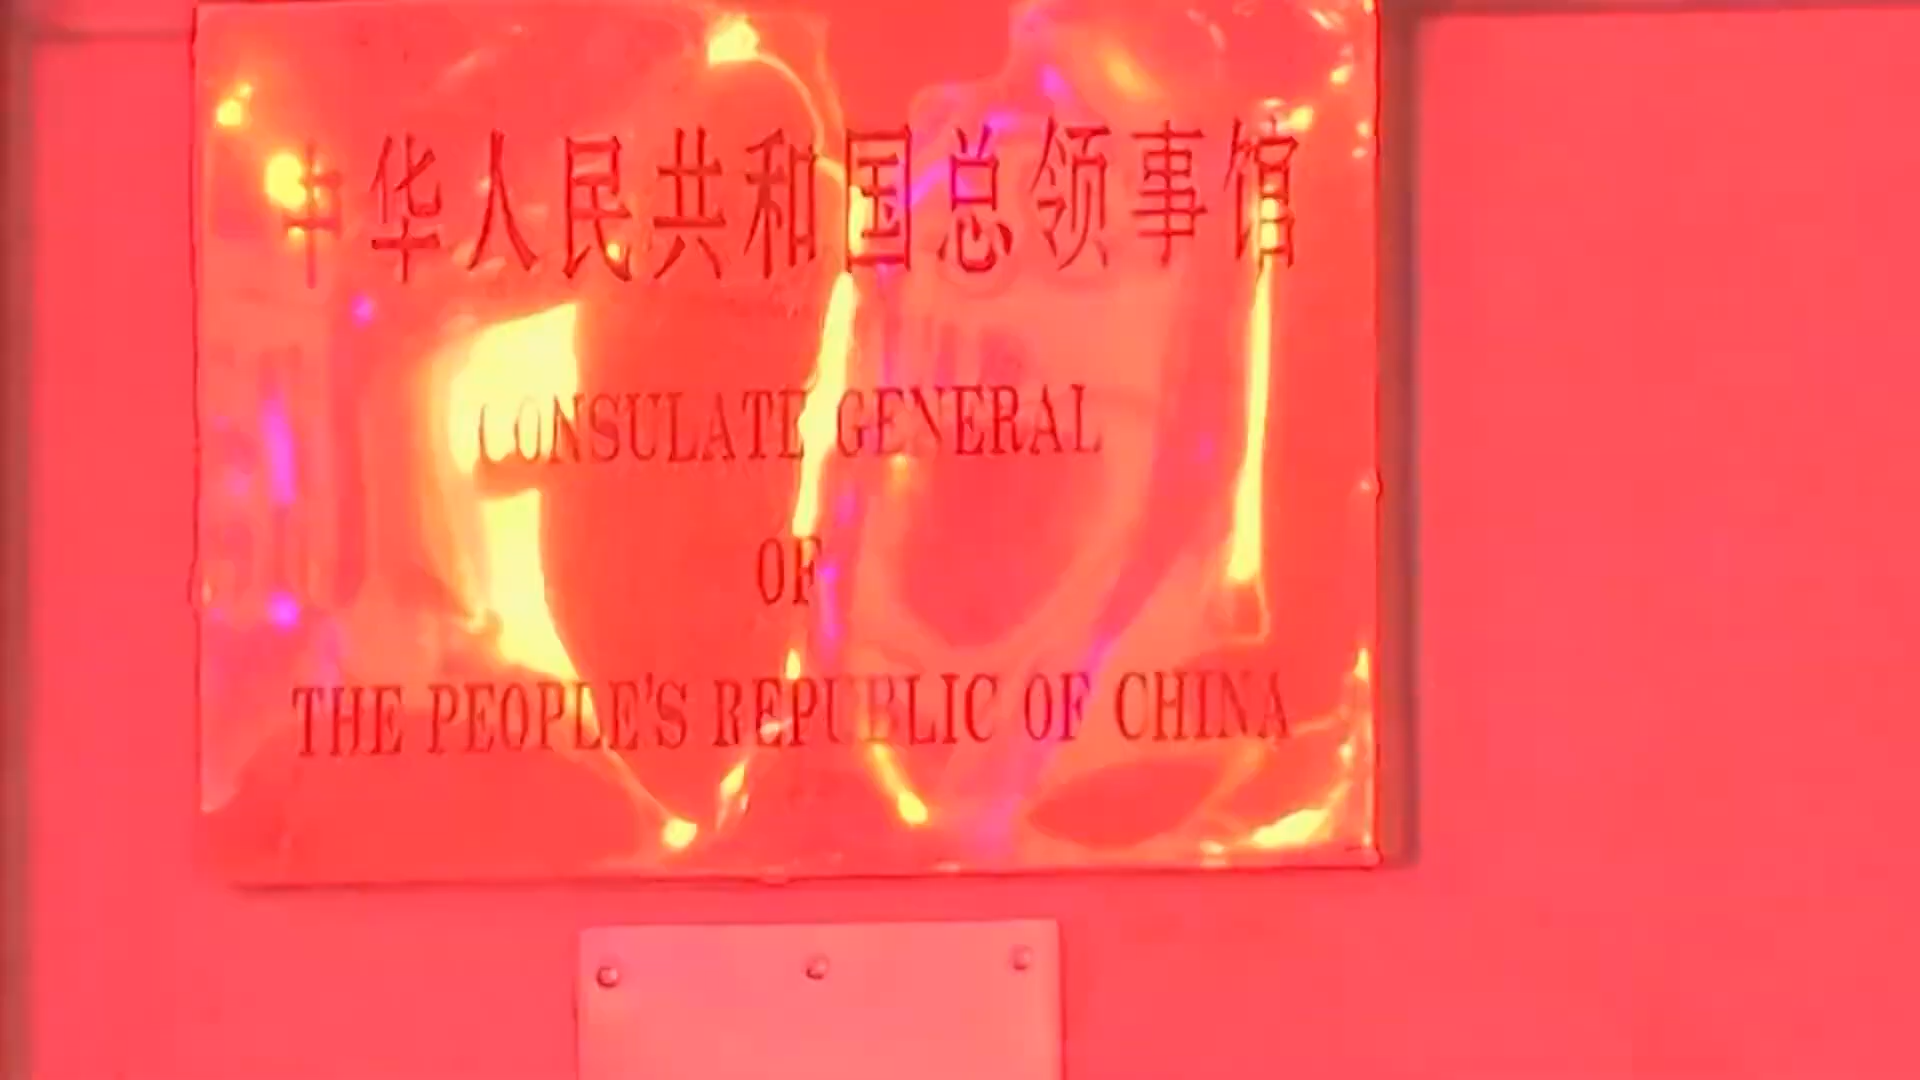 中华人民共和国总领事馆
CONSULATE GENERAL
OF
THE PEOPLE'S REPUBLIC OF CHINA